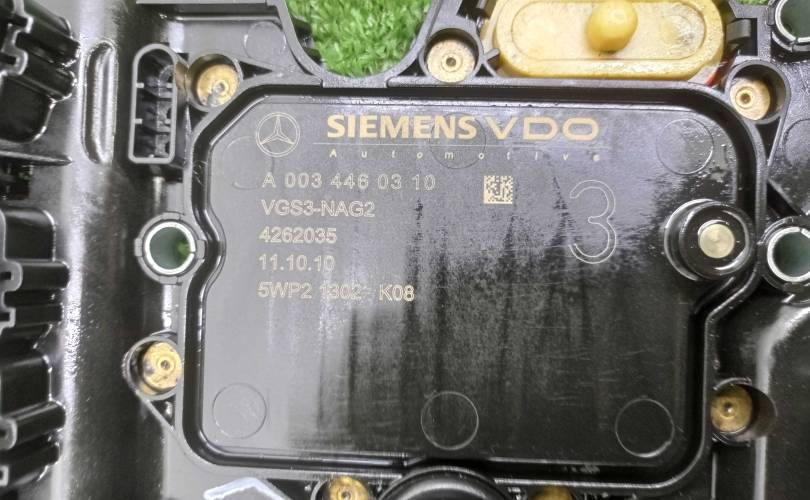 SIEMENS VDO
Automotive
A 003 446 03 10
VGS3-NAG2
4262035
11.10.10
5WP2 1302- K08
3